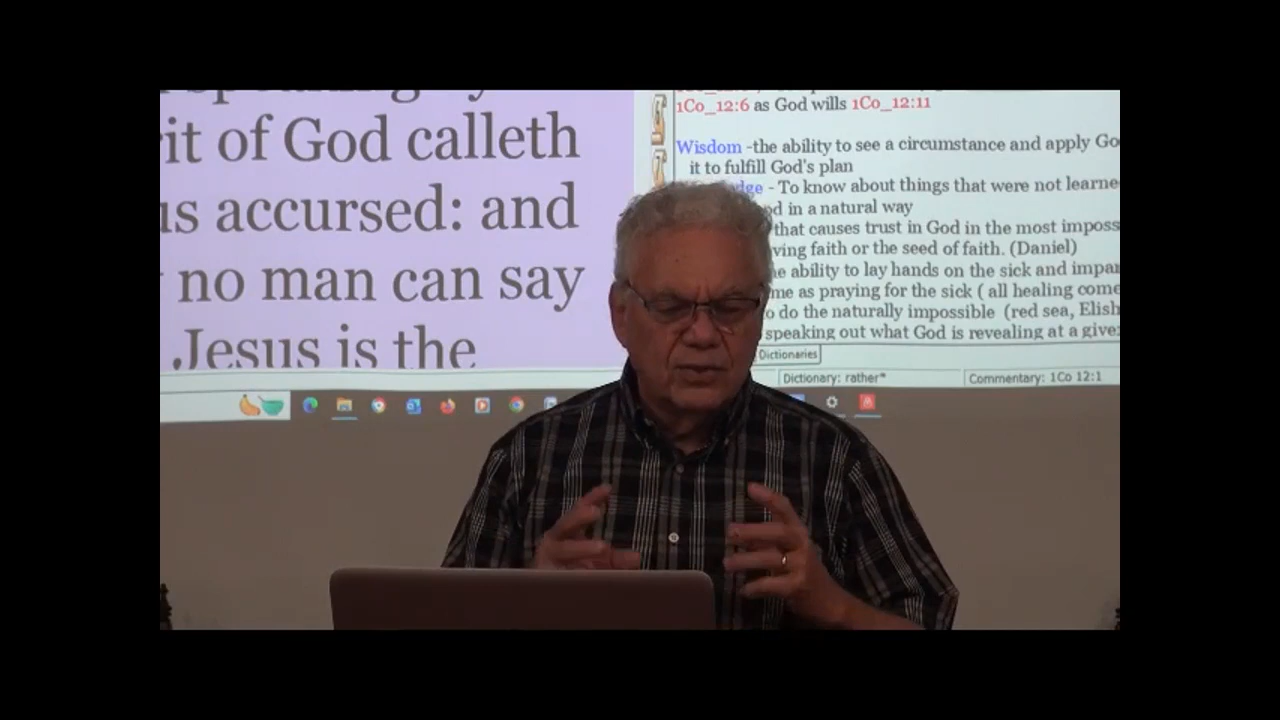 rit of God calleth
us accursed: and
no man can say
Jesus is the
1Co_12:6 as God wills 1Co_12:11
Wisdom -the ability to see a circumstance and apply Go
it to fulfill God's plan
dge - To know about things that were not learne
d in a natural way
that causes trust in God in the most imposs
ving faith or the seed of faith. (Daniel)
e ability to lay hands on the sick and impar
me as praying for the sick ( all healing come
o do the naturally impossible (red sea, Elish
speaking out what God is revealing at a give
Dictionaries
Dictionary: rather*
Commentary: 1Co 12:1